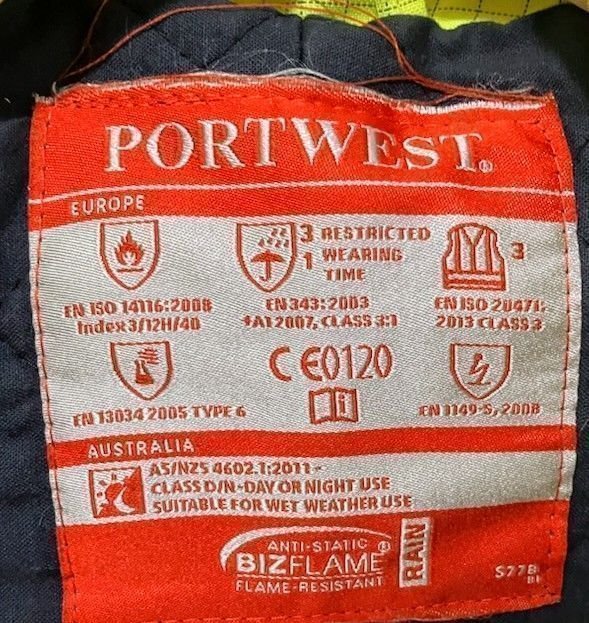 PORTWEST®
EUROPE
3 RESTRICTED
1 WEARING
TIME
3
EN ISO 14116:2008
Index 3/12H/40
EN 343:2003
+A1 2007, CLASS 3:1
EN ISO 20471:
2013 CLASS 3
CE0120
i
EN 13034 2005 TYPE 6
EN 1149-5, 2008
AUSTRALIA
AS/NZS 4602.1:2011 -
CLASS D/N-DAY OR NIGHT USE
SUITABLE FOR WET WEATHER USE
ANTI-STATIC
BIZFLAME®
FLAME-RESISTANT
RAIN
S778